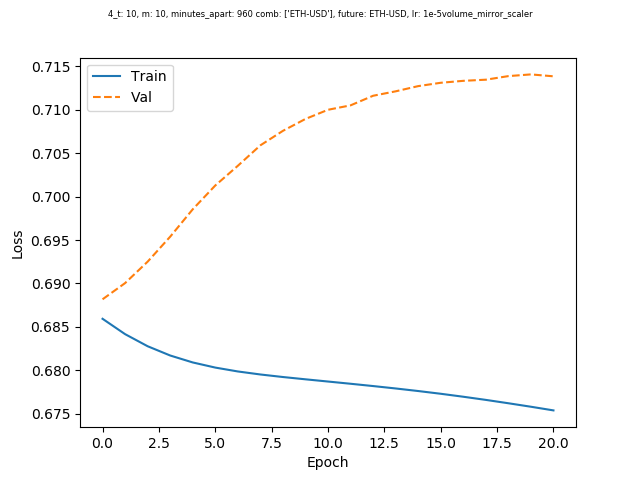 4_t: 10, m: 10, minutes_apart: 960 comb: ['ETH-USD'], future: ETH-USD, lr: 1e-5volume_mirror_scaler
Train
Val
0.715
0.710
0.705
0.700
0.695
0.690
0.685
0.680
0.675
Loss
0.0 2.5 5.0 7.5 10.0 12.5 15.0 17.5 20.0
Epoch